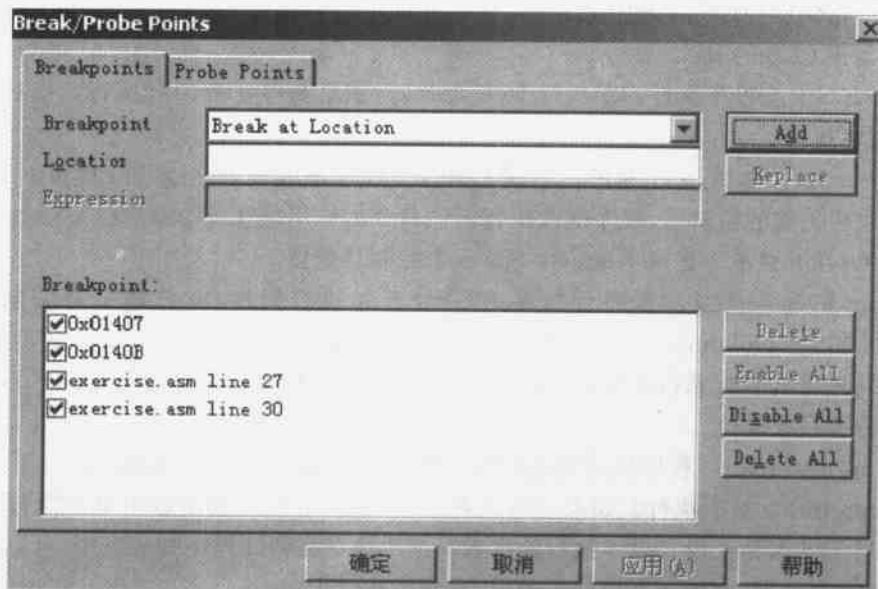 Break/Probe Points
Breakpoints
Probe Points
Breakpoint
Break at Location
Add
Location
Replace
Expression
Breakpoint:
0x01407
0x0140B
exercise.asm line 27
exercise.asm line 30
Delete
Enable All
Disable All
Delete All
确定
取消
应用(A)
帮助